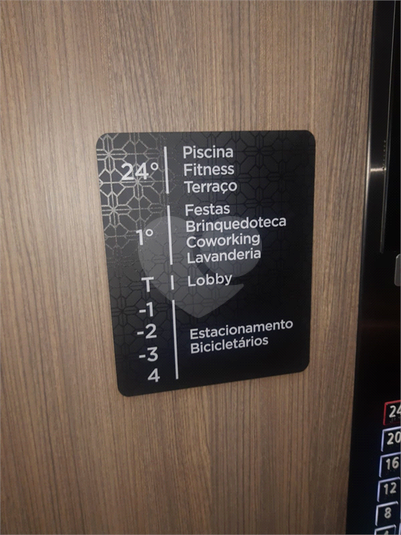 24° Piscina
Fitness
Terraço
1° Festas
Brinquedoteca
Coworking
Lavanderia
T Lobby
-1
-2 Estacionamento
-3 Bicicletários
4
24
20
16
12
8